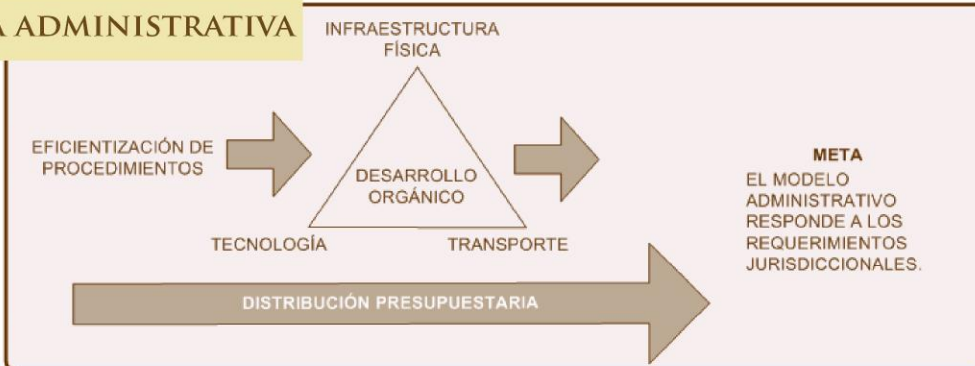 A ADMINISTRATIVA
INFRAESTRUCTURA
FÍSICA
EFICIENTIZACIÓN DE
PROCEDIMIENTOS
DESARROLLO
ORGÁNICO
TECNOLOGÍA
TRANSPORTE
META
EL MODELO
ADMINISTRATIVO
RESPONDE A LOS
REQUERIMIENTOS
JURISDICCIONALES.
DISTRIBUCIÓN PRESUPUESTARIA